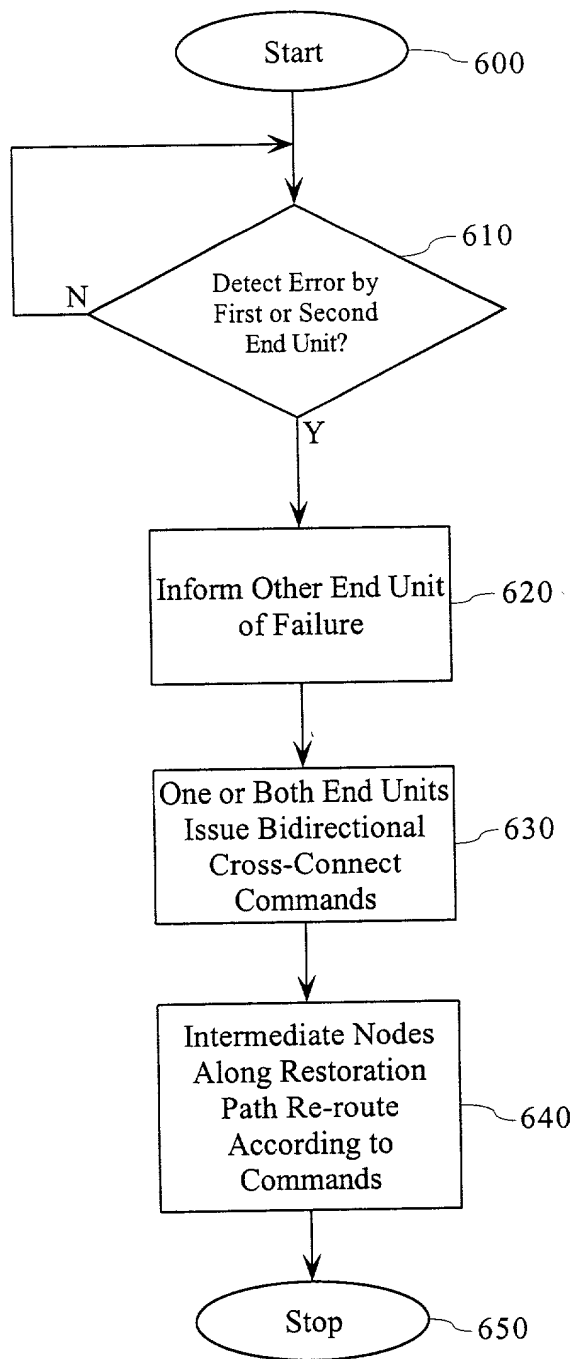 Start
600
610
Detect Error by
First or Second
End Unit?
N
Y
Inform Other End Unit
of Failure
620
One or Both End Units
Issue Bidirectional
Cross-Connect
Commands
630
Intermediate Nodes
Along Restoration
Path Re-route
According to
Commands
640
Stop
650